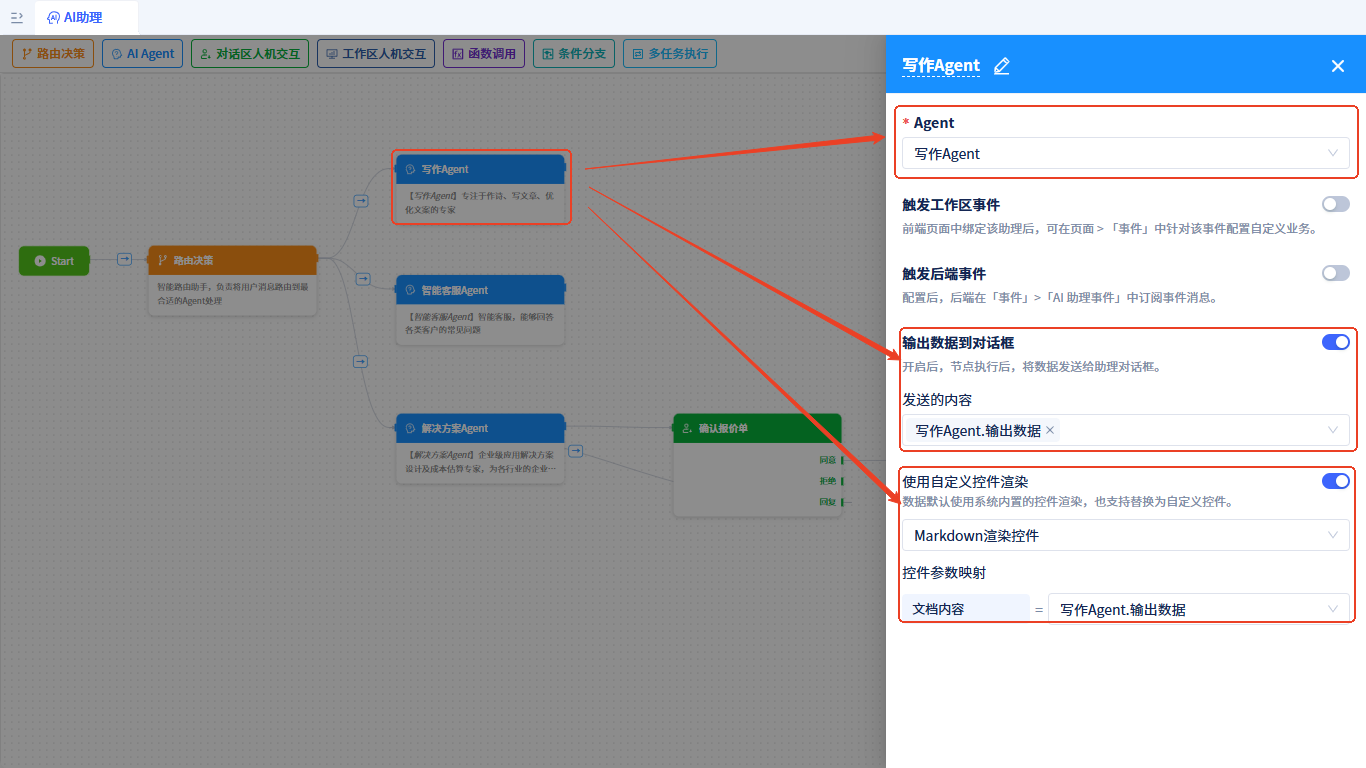 AI助理
路由决策
AI Agent
对话区人机交互
工作区人机交互
函数调用
条件分支
多任务执行
Start
路由决策
智能路由助手，负责将用户消息路由到最
合适的Agent处理
写作Agent
【写作Agent】专注于作诗、写文章、优
化文案的专家
智能客服Agent
【智能客服Agent】智能客服，能够回答
各类客户的常见问题
解决方案Agent
【解决方案Agent】企业级应用解决方案
设计及成本估算专家，为各行业的企业…
确认报价单
同意
拒绝
回复
写作Agent
* Agent
写作Agent
触发工作区事件
前端页面中绑定该助理后，可在页面 > 「事件」中针对该事件配置自定义业务。
触发后端事件
配置后，后端在「事件」>「AI 助理事件」中订阅事件消息。
输出数据到对话框
开启后，节点执行后，将数据发送给助理对话框。
发送的内容
写作Agent.输出数据 ×
使用自定义控件渲染
数据默认使用系统内置的控件渲染，也支持替换为自定义控件。
Markdown渲染控件
控件参数映射
文档内容 = 写作Agent.输出数据